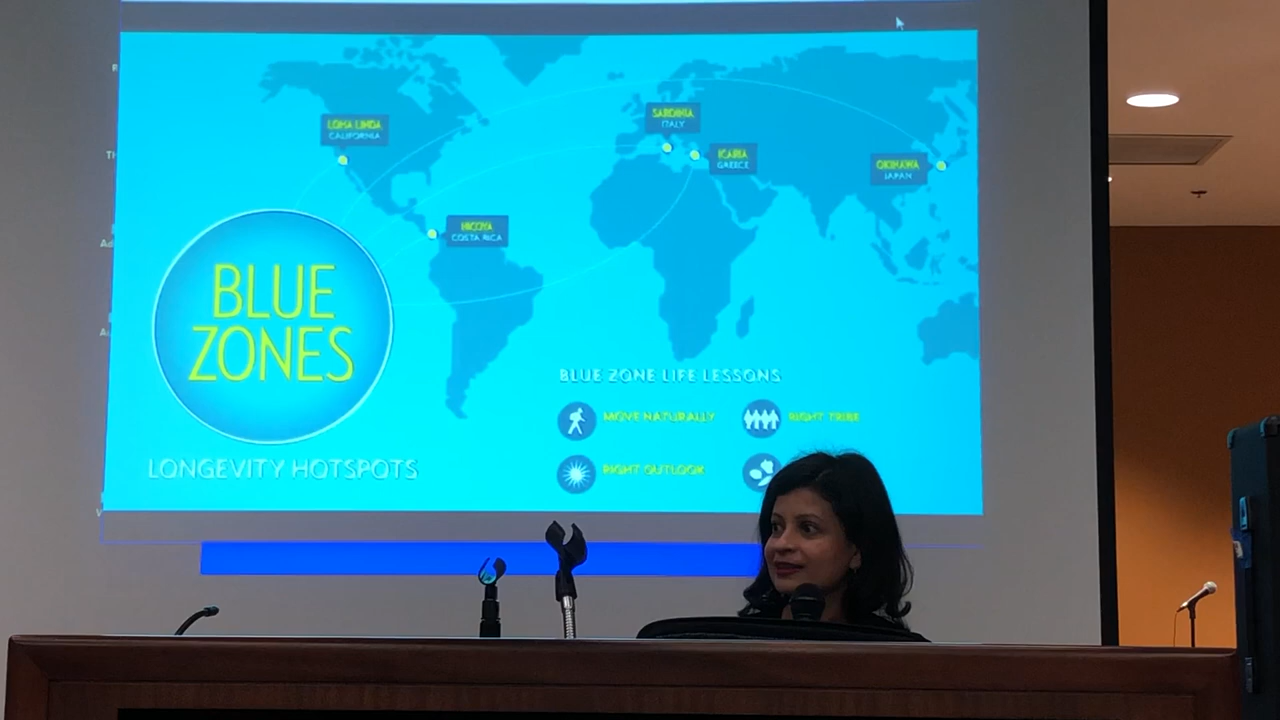 LOMA LINDA
CALIFORNIA
SARDINIA
ITALY
ICARIA
GREECE
OKINAWA
JAPAN
NICOYA
COSTA RICA
BLUE
ZONES
LONGEVITY HOTSPOTS
BLUE ZONE LIFE LESSONS
MOVE NATURALLY
RIGHT TRIBE
RIGHT OUTLOOK